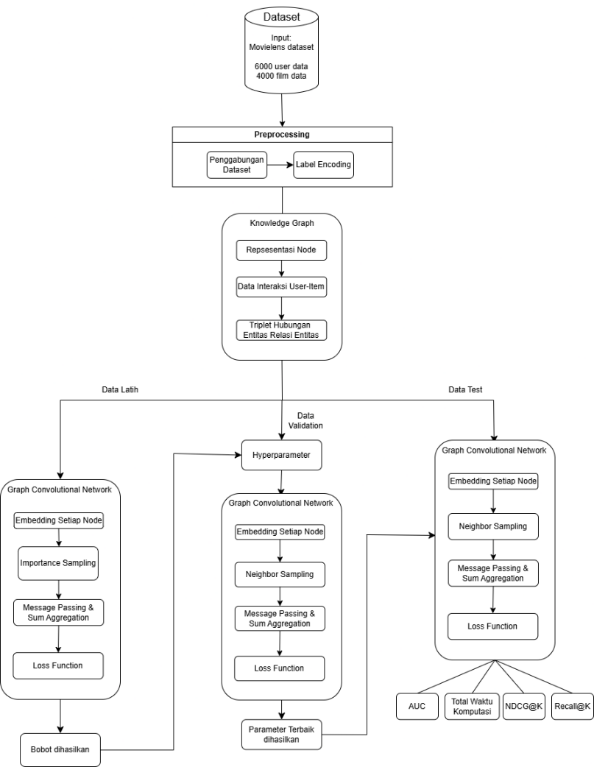 Dataset
Input:
Movielens dataset
6000 user data
4000 film data
Preprocessing
Penggabungan
Dataset
Label Encoding
Knowledge Graph
Repsesentasi Node
Data Interaksi User-Item
Triplet Hubungan
Entitas Relasi Entitas
Data Latih
Data
Validation
Data Test
Graph Convolutional Network
Embedding Setiap Node
Importance Sampling
Message Passing &
Sum Aggregation
Loss Function
Bobot dihasilkan
Hyperparameter
Graph Convolutional Network
Embedding Setiap Node
Neighbor Sampling
Message Passing &
Sum Aggregation
Loss Function
Parameter Terbaik
dihasilkan
Graph Convolutional Network
Embedding Setiap Node
Neighbor Sampling
Message Passing &
Sum Aggregation
Loss Function
AUC
Total Waktu
Komputasi
NDCG@K
Recall@K